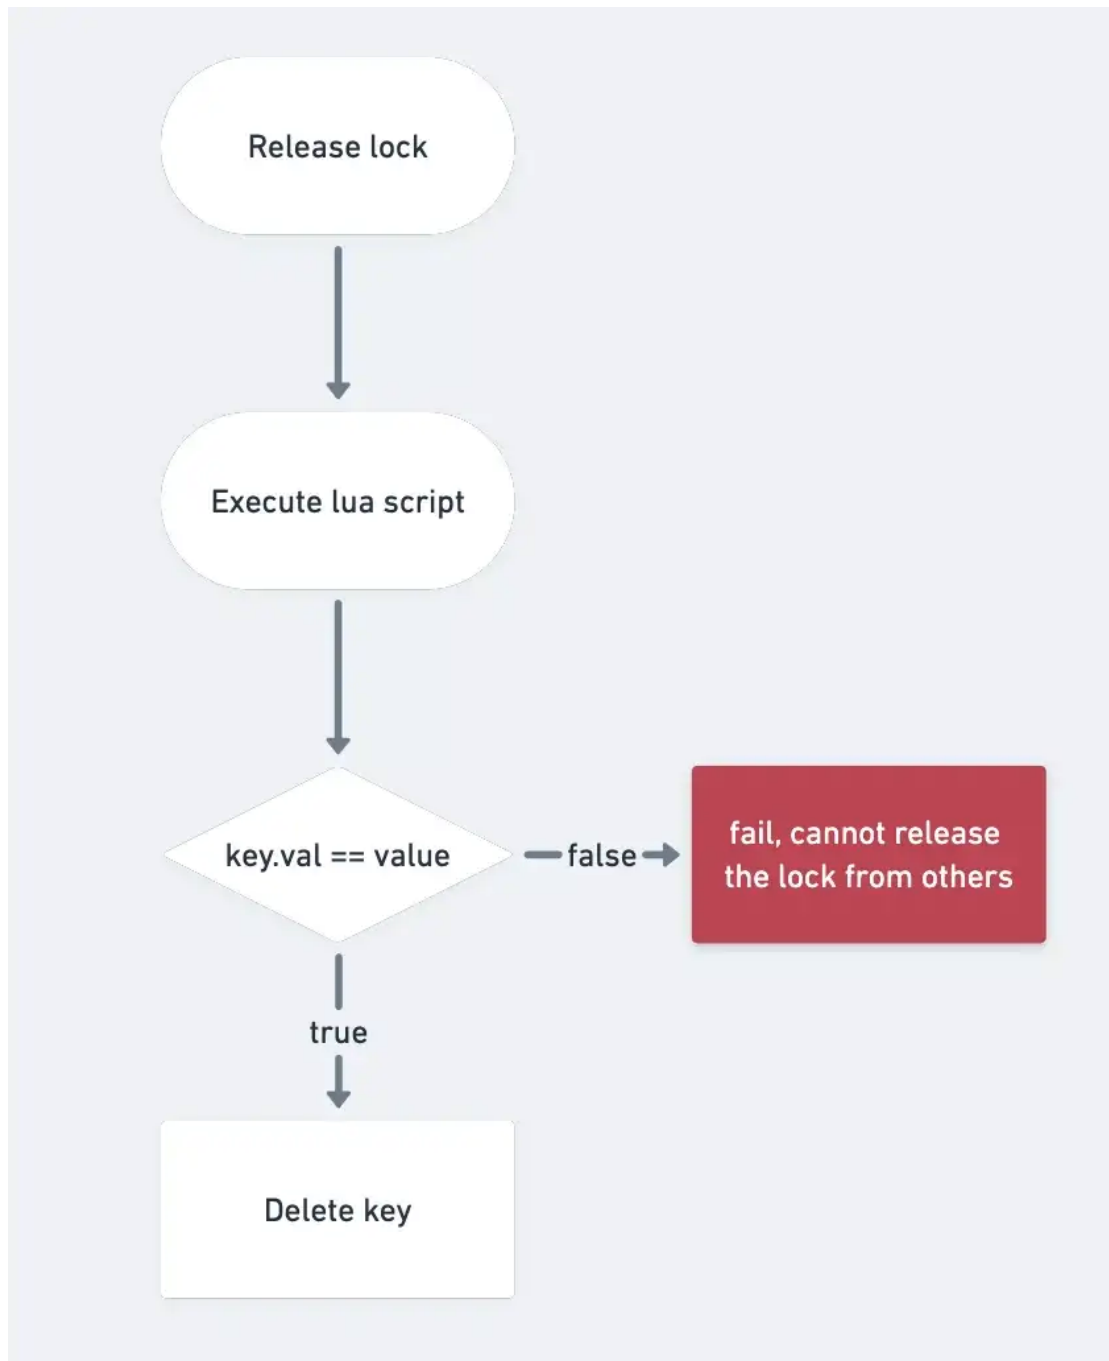 Release lock
Execute lua script
key.val == value
false
fail, cannot release
the lock from others
true
Delete key